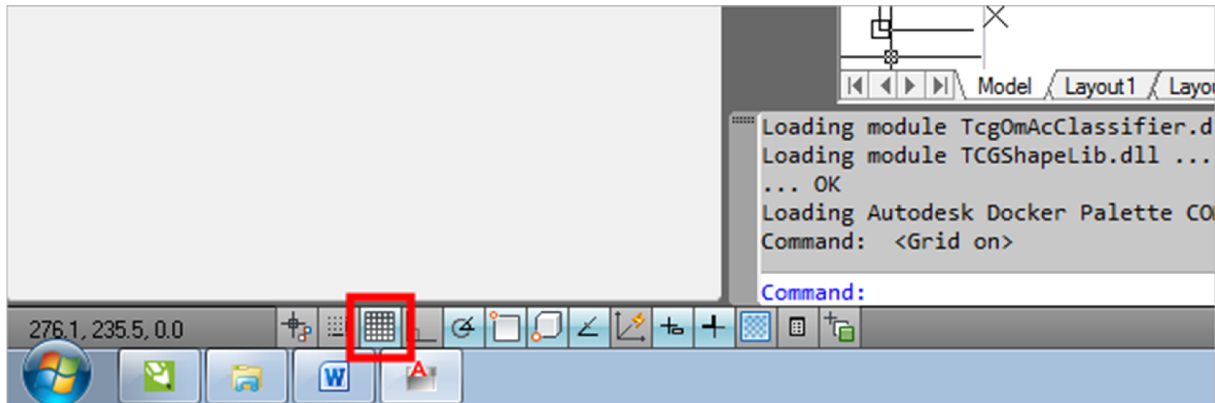 Model Layout1 Layou
Loading module TcgOmAcClassifier.d
Loading module TCGShapeLib.dll ...
... OK
Loading Autodesk Docker Palette CO
Command: <Grid on>
Command:
276.1, 235.5, 0.0